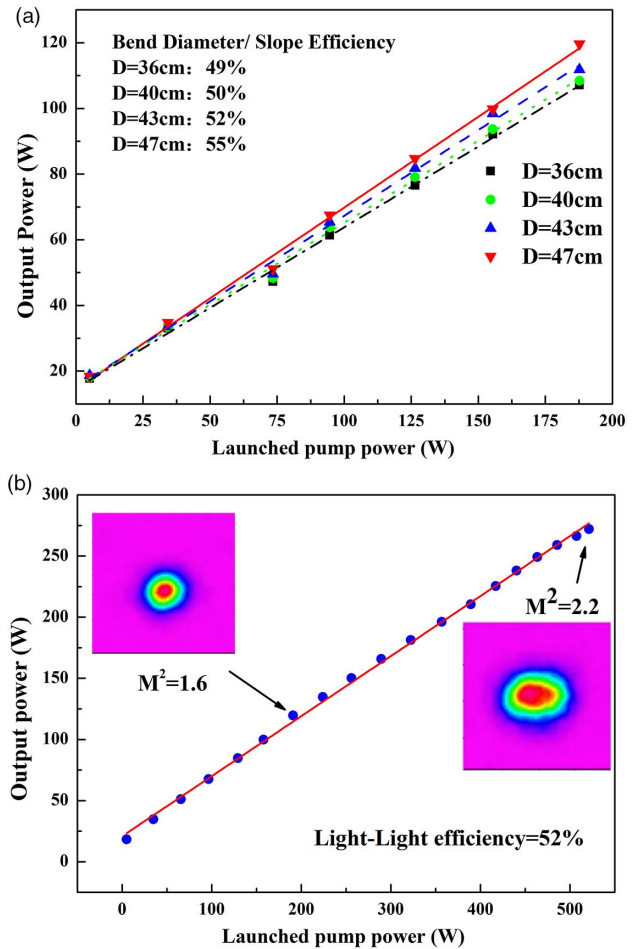 (a)
Bend Diameter/ Slope Efficiency
D=36cm: 49%
D=40cm: 50%
D=43cm: 52%
D=47cm: 55%
120
100
80
60
40
20
Output Power (W)
D=36cm
D=40cm
D=43cm
D=47cm
0 25 50 75 100 125 150 175 200
Launched pump power (W)
(b)
300
250
200
150
100
50
0
Output power (W)
M²=1.6
M²=2.2
Light-Light efficiency=52%
0 100 200 300 400 500
Launched pump power (W)